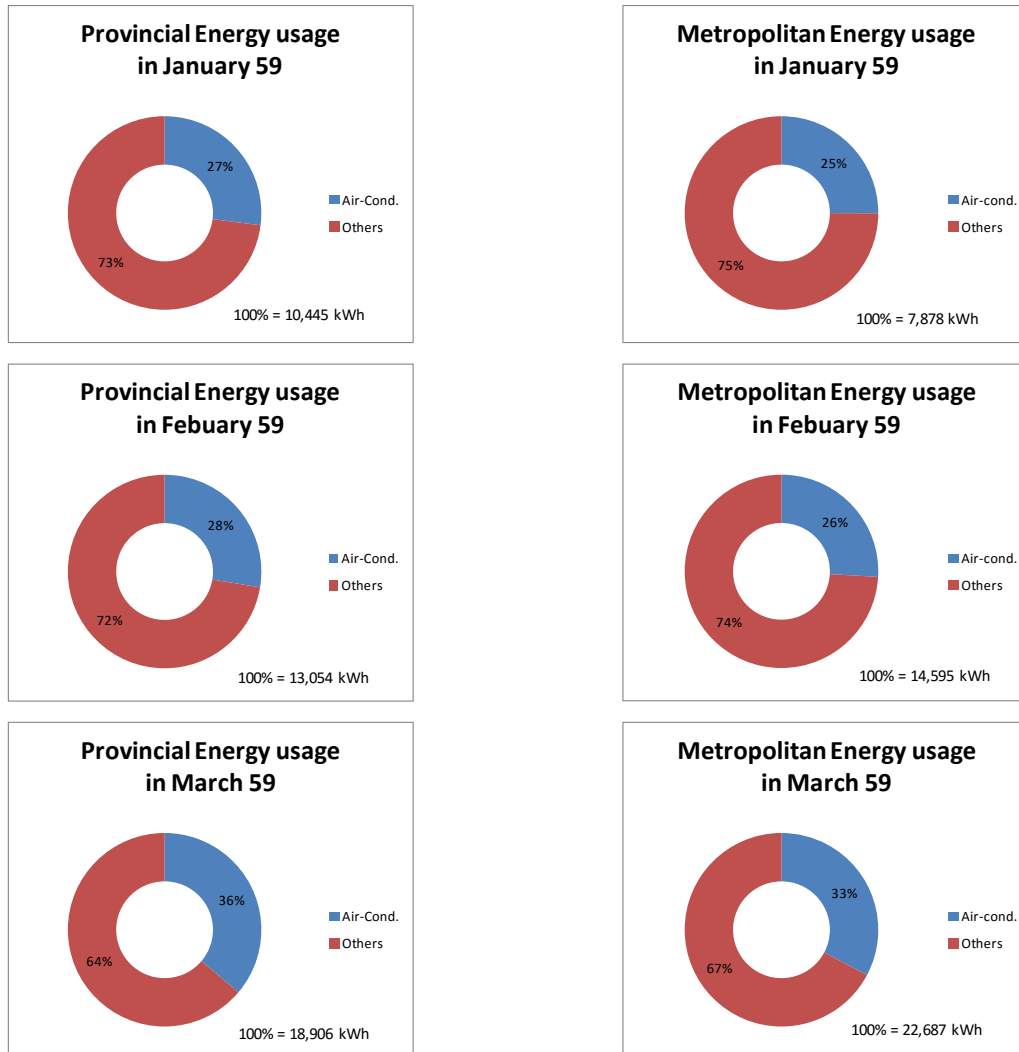 Provincial Energy usage
in January 59
27%
73%
Air-Cond.
Others
100% = 10,445 kWh
Metropolitan Energy usage
in January 59
25%
75%
Air-cond.
Others
100% = 7,878 kWh
Provincial Energy usage
in Febuary 59
28%
72%
Air-Cond.
Others
100% = 13,054 kWh
Metropolitan Energy usage
in Febuary 59
26%
74%
Air-cond.
Others
100% = 14,595 kWh
Provincial Energy usage
in March 59
36%
64%
Air-Cond.
Others
100% = 18,906 kWh
Metropolitan Energy usage
in March 59
33%
67%
Air-cond.
Others
100% = 22,687 kWh